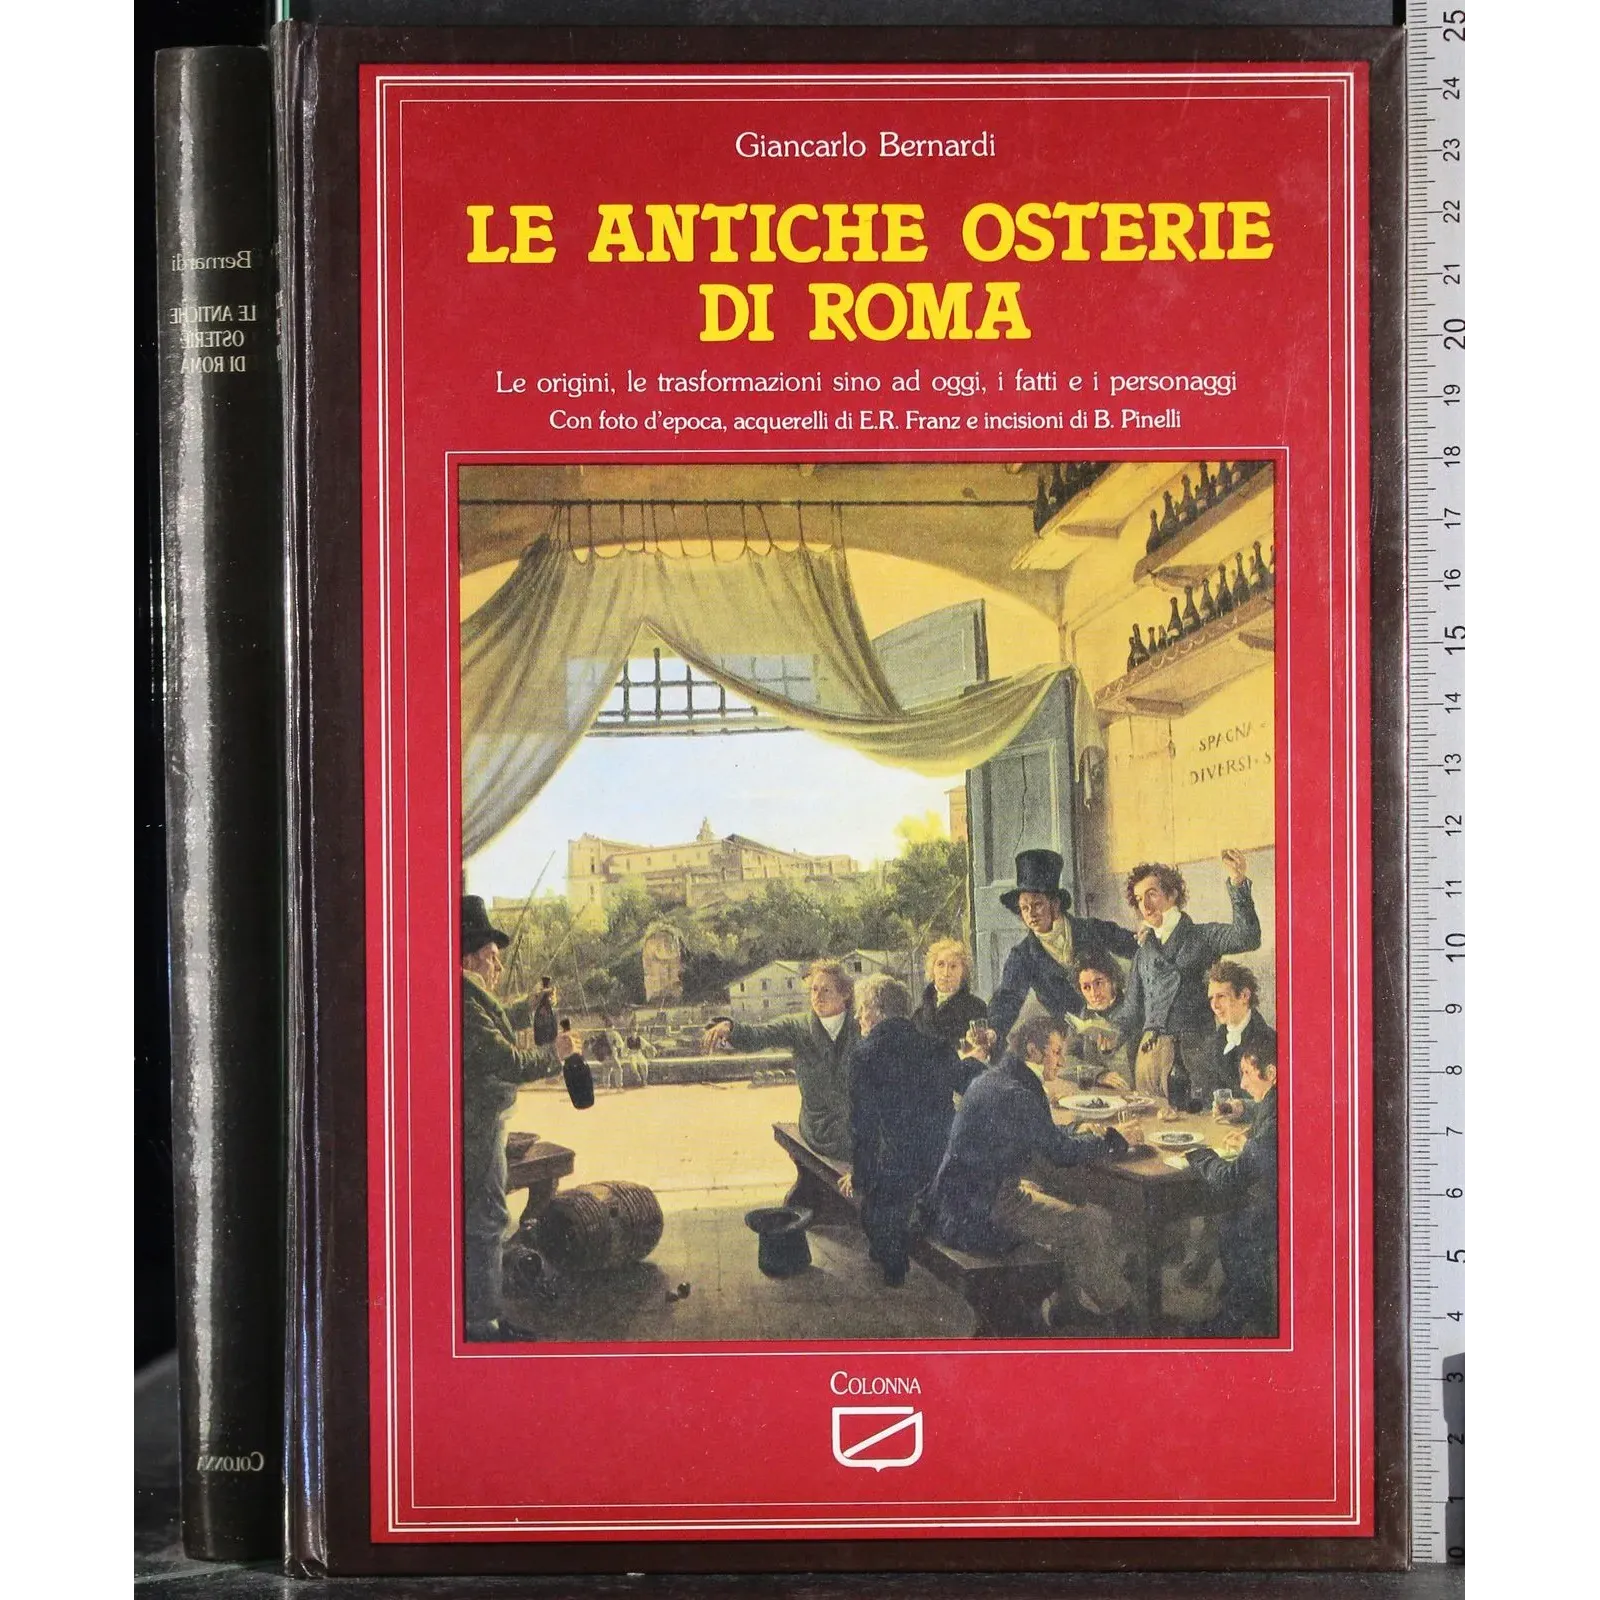 Giancarlo Bernardi
LE ANTICHE OSTERIE
DI ROMA
Le origini, le trasformazioni sino ad oggi, i fatti e i personaggi
Con foto d'epoca, acquerelli di E.R. Franz e incisioni di B. Pinelli
SPAGNA
DIVERSI
COLONNA
Bernardi
LE ANTICHE
OSTERIE
DI ROMA
COLONNA
25
24
23
22
21
20
19
18
17
16
15
14
13
12
11
10
9
8
7
6
5
4
3
2
1
0